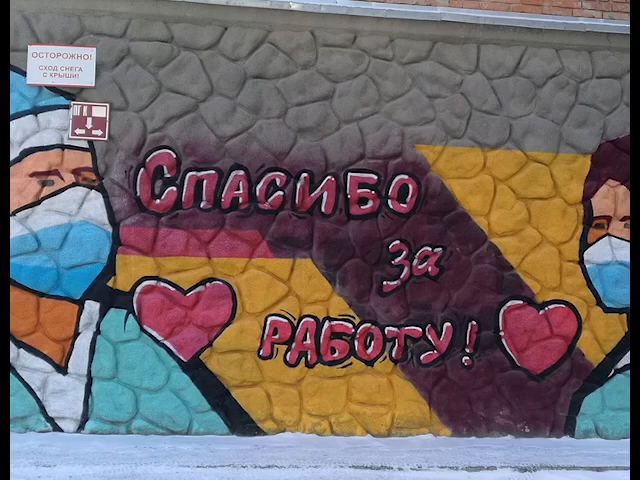 ОСТОРОЖНО!
СХОД СНЕГА
С КРЫШИ!
СПАСИБО
за
РАБОТУ!